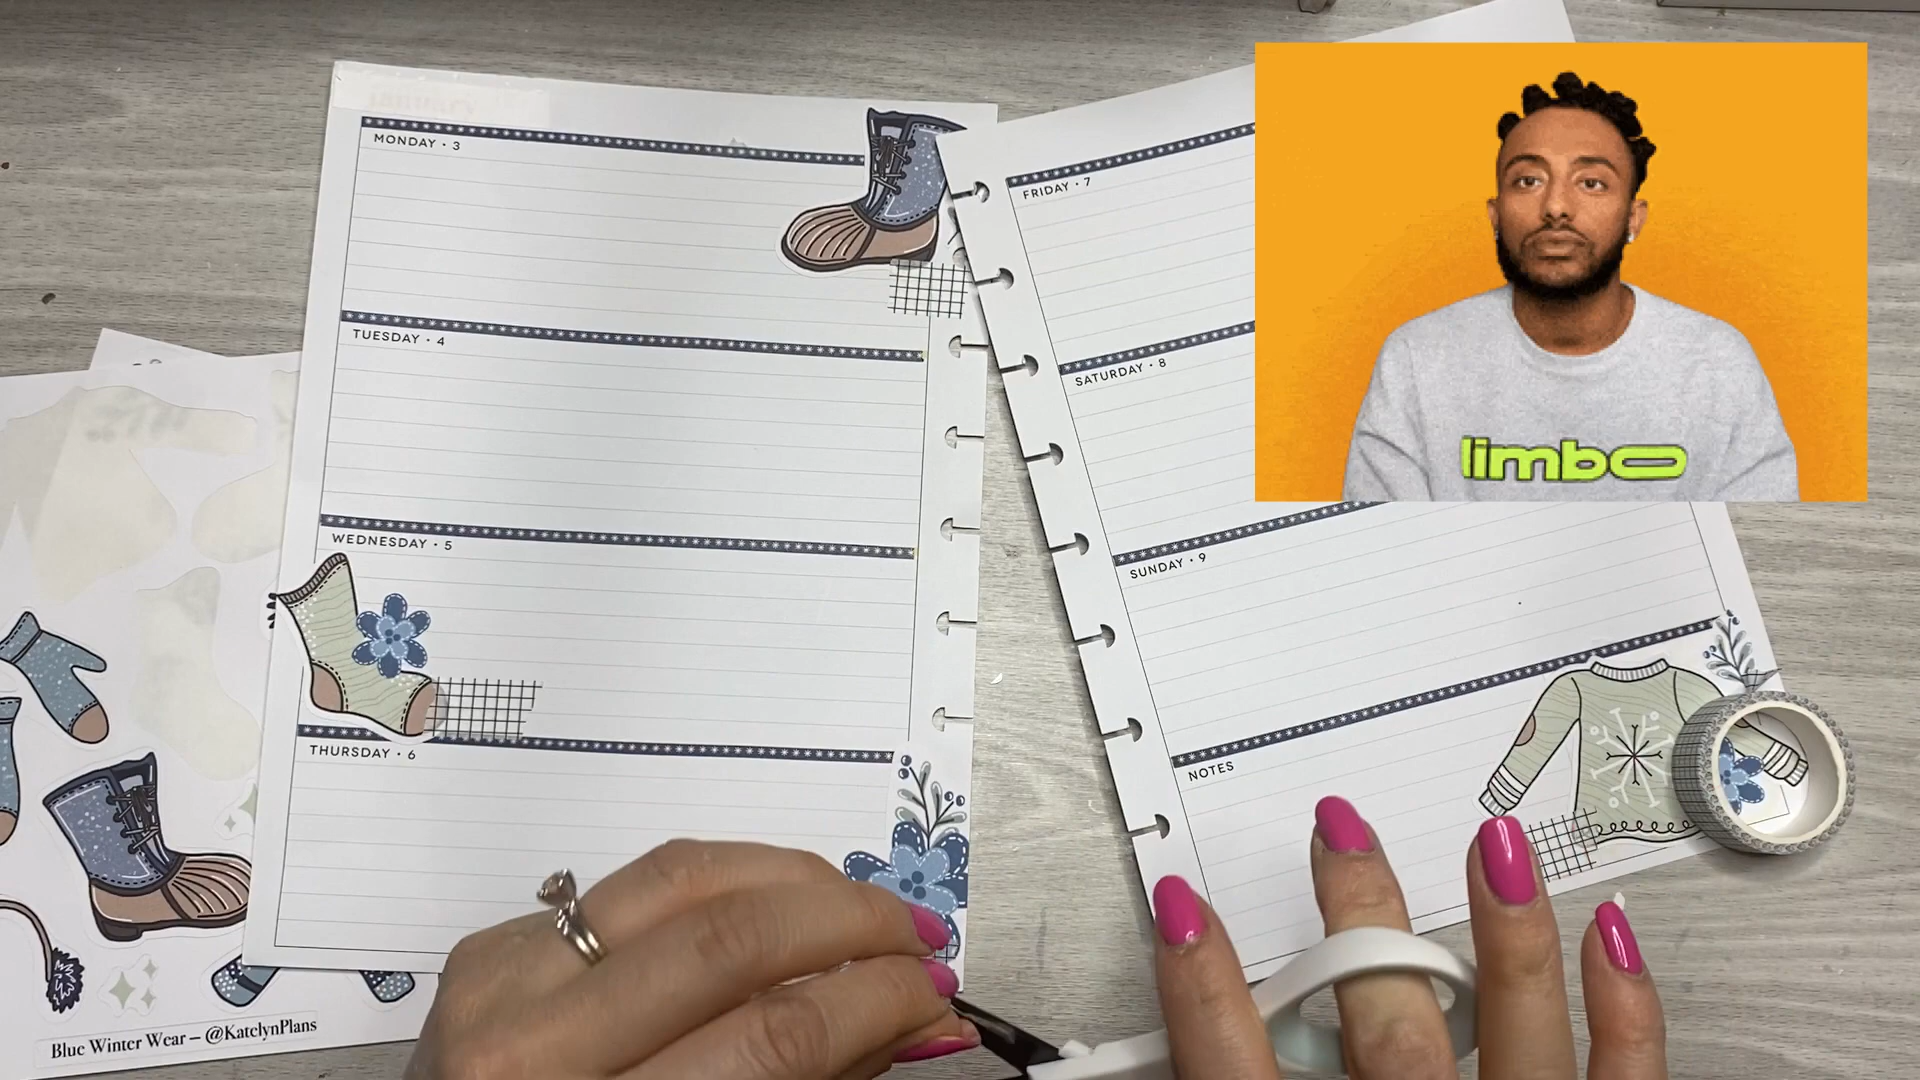 january
MONDAY • 3
TUESDAY • 4
WEDNESDAY • 5
THURSDAY • 6
FRIDAY • 7
SATURDAY • 8
SUNDAY • 9
NOTES
limbo
Blue Winter Wear – @KatelynPlans